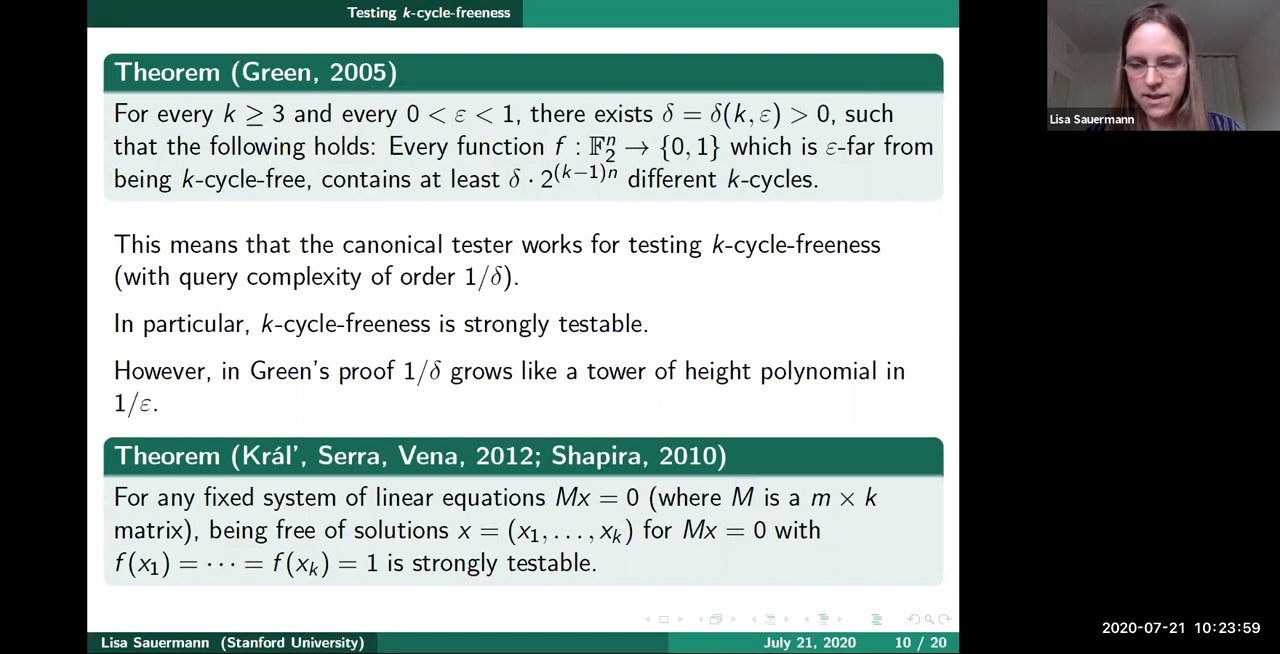 Testing k-cycle-freeness
Theorem (Green, 2005)
For every k ≥ 3 and every 0 < ε < 1, there exists δ = δ(k, ε) > 0, such
that the following holds: Every function f : 𝔽₂ⁿ → {0, 1} which is ε-far from
being k-cycle-free, contains at least δ · 2^{(k−1)n} different k-cycles.
This means that the canonical tester works for testing k-cycle-freeness
(with query complexity of order 1/δ).
In particular, k-cycle-freeness is strongly testable.
However, in Green's proof 1/δ grows like a tower of height polynomial in
1/ε.
Theorem (Král', Serra, Vena, 2012; Shapira, 2010)
For any fixed system of linear equations Mx = 0 (where M is a m × k
matrix), being free of solutions x = (x₁, . . . , xₖ) for Mx = 0 with
f(x₁) = · · · = f(xₖ) = 1 is strongly testable.
Lisa Sauermann (Stanford University) July 21, 2020 10 / 20
Lisa Sauermann
2020-07-21 10:23:59